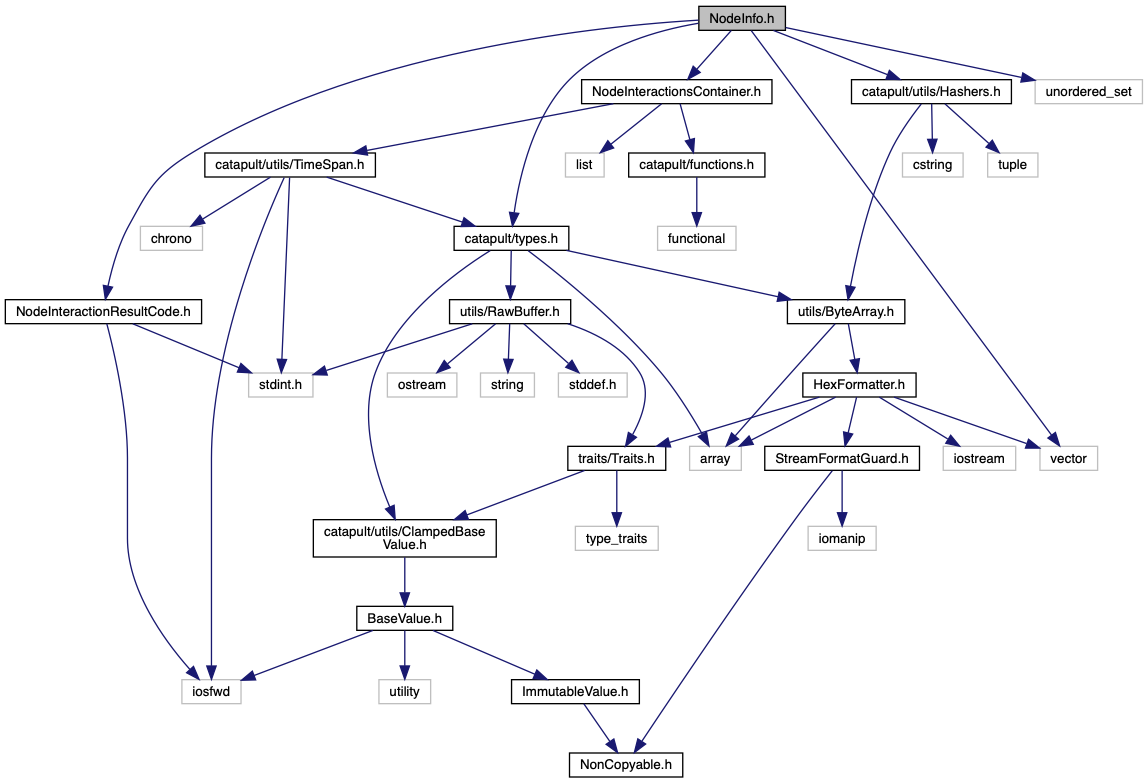 NodeInfo.h
NodeInteractionsContainer.h
catapult/utils/Hashers.h
unordered_set
catapult/utils/TimeSpan.h
list
catapult/functions.h
cstring
tuple
chrono
catapult/types.h
functional
NodeInteractionResultCode.h
utils/RawBuffer.h
utils/ByteArray.h
stdint.h
ostream
string
stddef.h
HexFormatter.h
traits/Traits.h
array
StreamFormatGuard.h
iostream
vector
catapult/utils/ClampedBase
Value.h
type_traits
iomanip
BaseValue.h
iosfwd
utility
ImmutableValue.h
NonCopyable.h